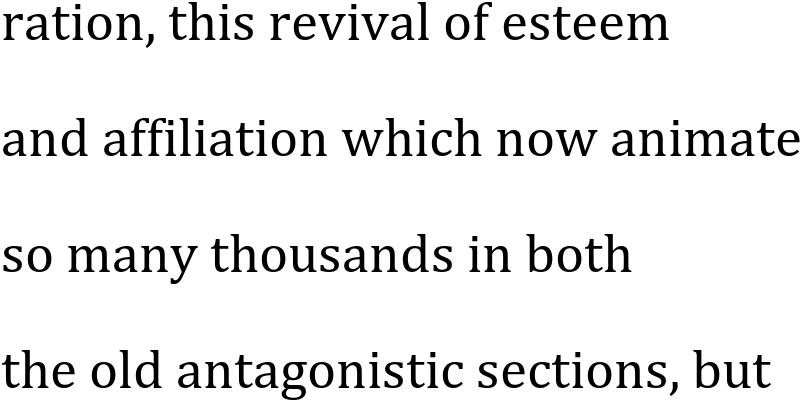 ration, this revival of esteem
and affiliation which now animate
so many thousands in both
the old antagonistic sections, but